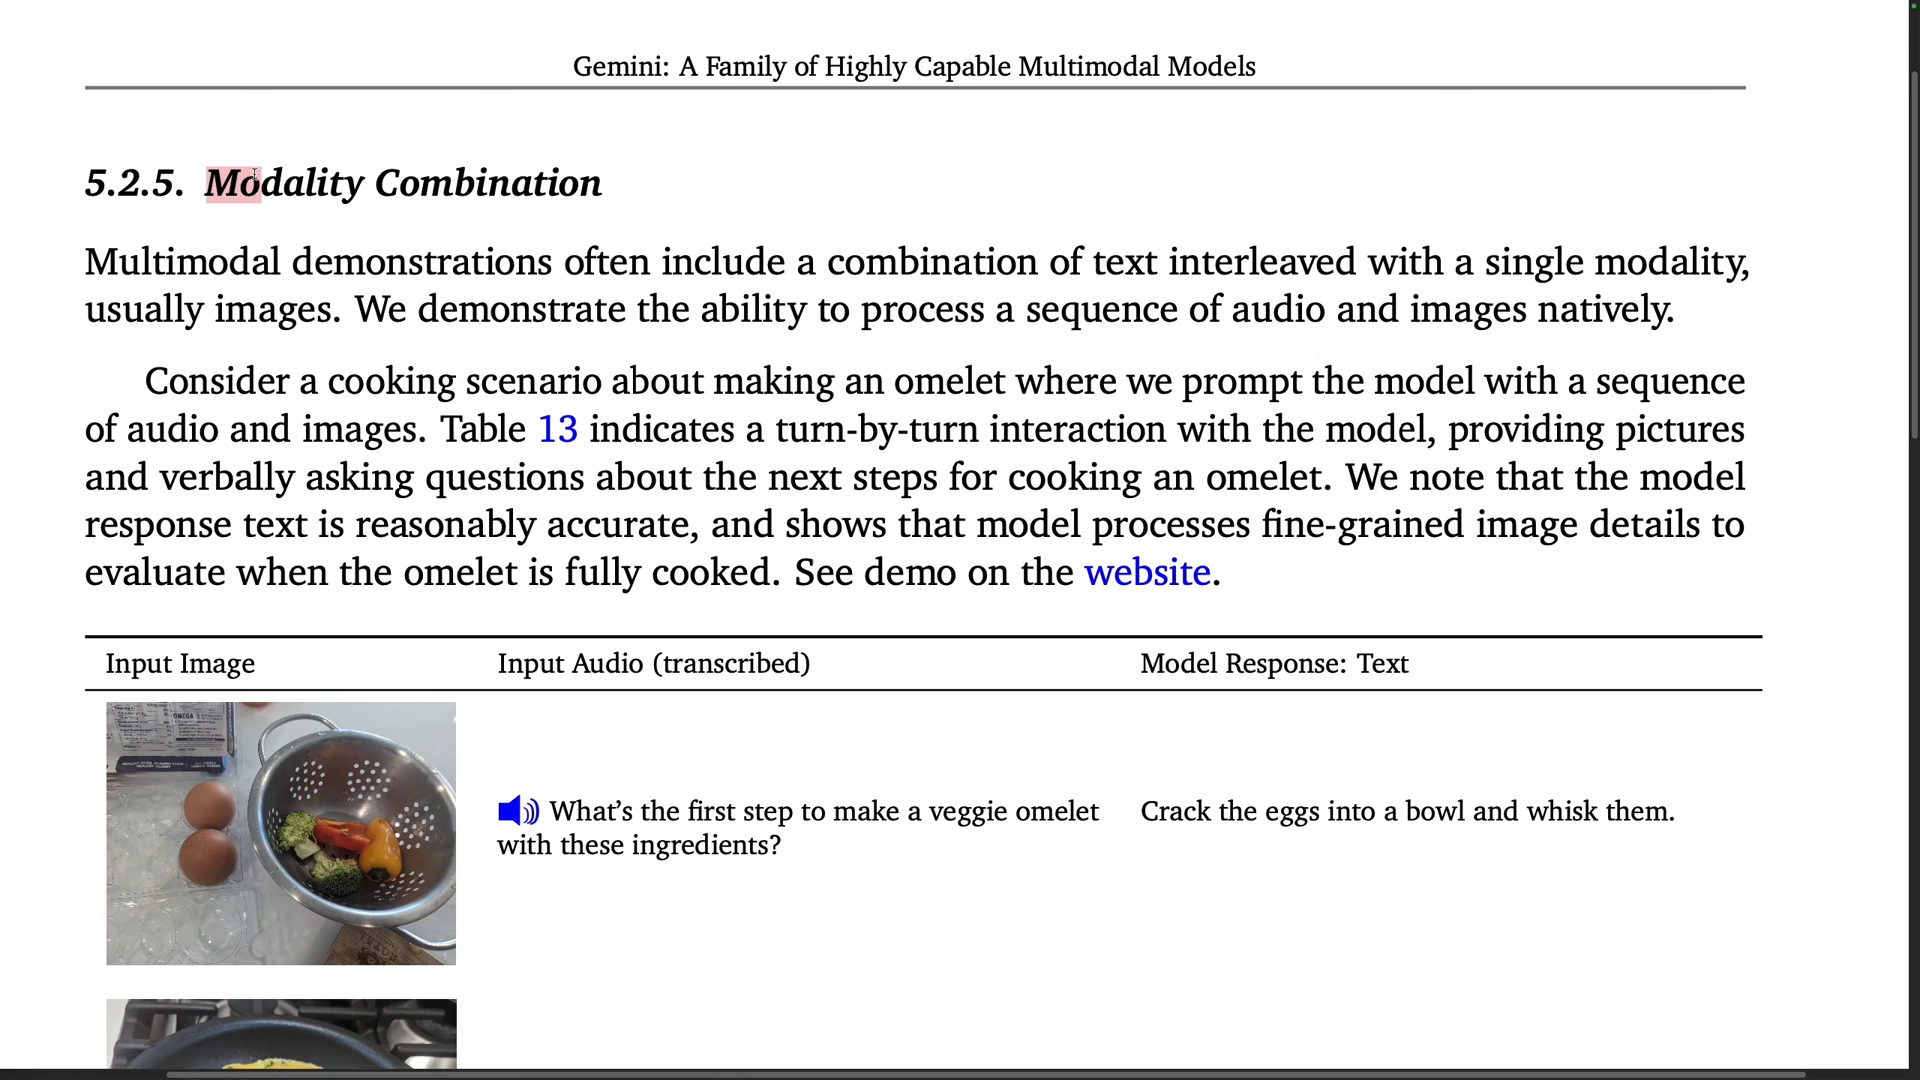 Gemini: A Family of Highly Capable Multimodal Models
5.2.5. Modality Combination
Multimodal demonstrations often include a combination of text interleaved with a single modality,
usually images. We demonstrate the ability to process a sequence of audio and images natively.
Consider a cooking scenario about making an omelet where we prompt the model with a sequence
of audio and images. Table 13 indicates a turn-by-turn interaction with the model, providing pictures
and verbally asking questions about the next steps for cooking an omelet. We note that the model
response text is reasonably accurate, and shows that model processes fine-grained image details to
evaluate when the omelet is fully cooked. See demo on the website.
Input Image Input Audio (transcribed) Model Response: Text
OMEGA 3
What’s the first step to make a veggie omelet Crack the eggs into a bowl and whisk them.
with these ingredients?